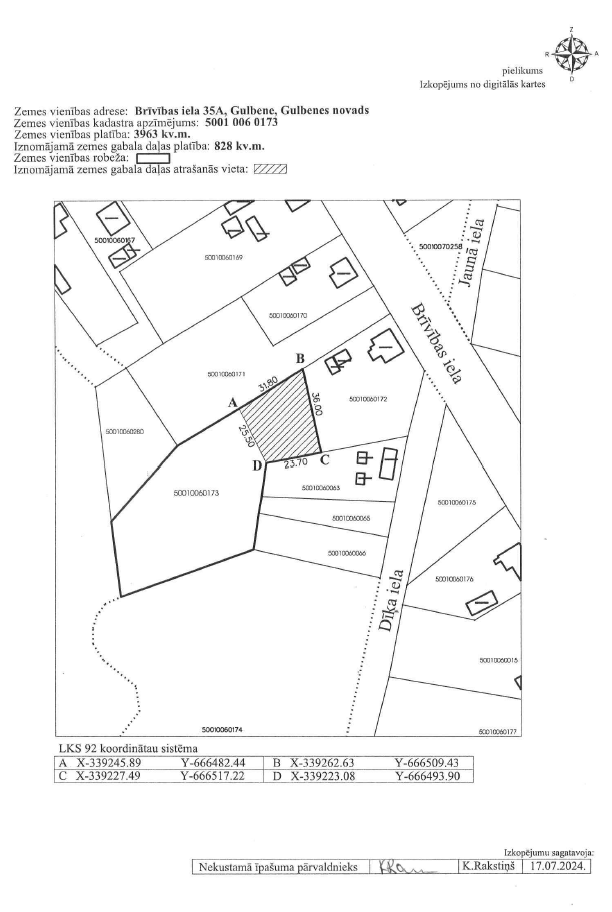 Z
R A
D
pielikums
Izkopējums no digitālās kartes
Zemes vienības adrese: Brīvības iela 35A, Gulbene, Gulbenes novads
Zemes vienības kadastra apzīmējums: 5001 006 0173
Zemes vienības platība: 3963 kv.m.
Iznomājamā zemes gabala daļas platība: 828 kv.m.
Zemes vienības robeža:
Iznomājamā zemes gabala daļas atrašanās vieta:
50010060167
50010060169
50010070258
Jaunā iela
50010060170
Brīvības iela
50010060171
B
31.80
36.00
50010060172
A
25.50
50010060280
D
23.70
C
50010060173
50010060063
50010060065
50010060066
50010060175
50010060176
Dīķa iela
50010060015
50010060174
50010060177
LKS 92 koordinātau sistēma
A X-339245.89 Y-666482.44 B X-339262.63 Y-666509.43
C X-339227.49 Y-666517.22 D X-339223.08 Y-666493.90
Izkopējumu sagatavoja:
Nekustamā īpašuma pārvaldnieks K.Rakstiņš 17.07.2024.